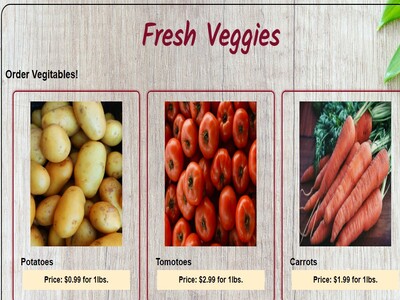 Fresh Veggies
Order Vegitables!
Potatoes
Tomotoes
Carrots
Price: $0.99 for 1lbs.
Price: $2.99 for 1lbs.
Price: $1.99 for 1lbs.